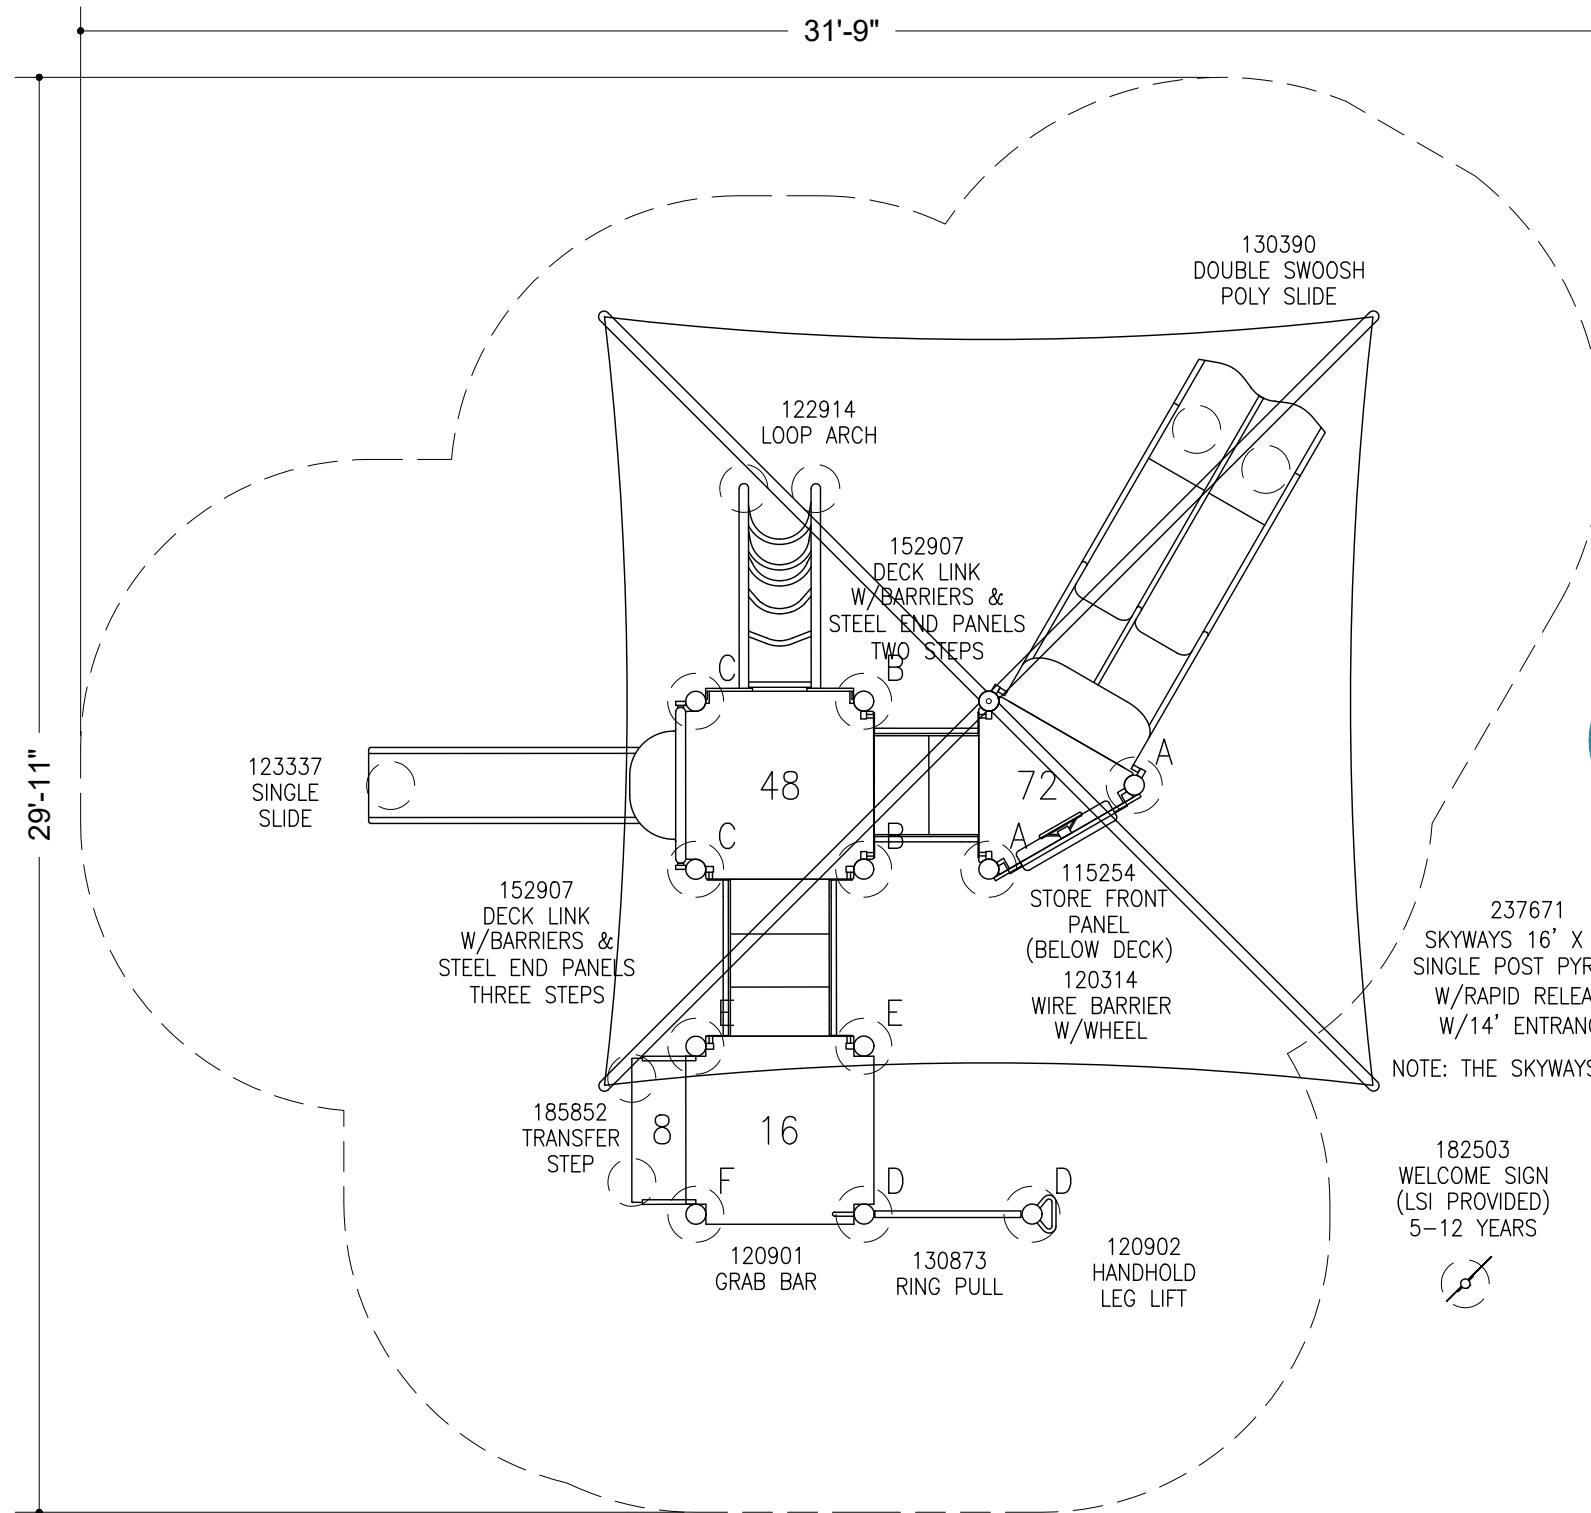 31'-9"
29'-11"
130390
DOUBLE SWOOSH
POLY SLIDE
122914
LOOP ARCH
152907
DECK LINK
W/BARRIERS &
STEEL END PANELS
TWO STEPS
C
B
A
123337
SINGLE
SLIDE
48
72
C
B
A
152907
DECK LINK
W/BARRIERS &
STEEL END PANELS
THREE STEPS
115254
STORE FRONT
PANEL
(BELOW DECK)
120314
WIRE BARRIER
W/WHEEL
237671
SKYWAYS 16' X
SINGLE POST
W/RAPID
W/14'
NOTE: THE SKYWAYS
E
E
185852
TRANSFER
STEP
8
16
F
D
D
182503
WELCOME SIGN
(LSI PROVIDED)
5-12 YEARS
120901
GRAB BAR
130873
RING PULL
120902
HANDHOLD
LEG LIFT